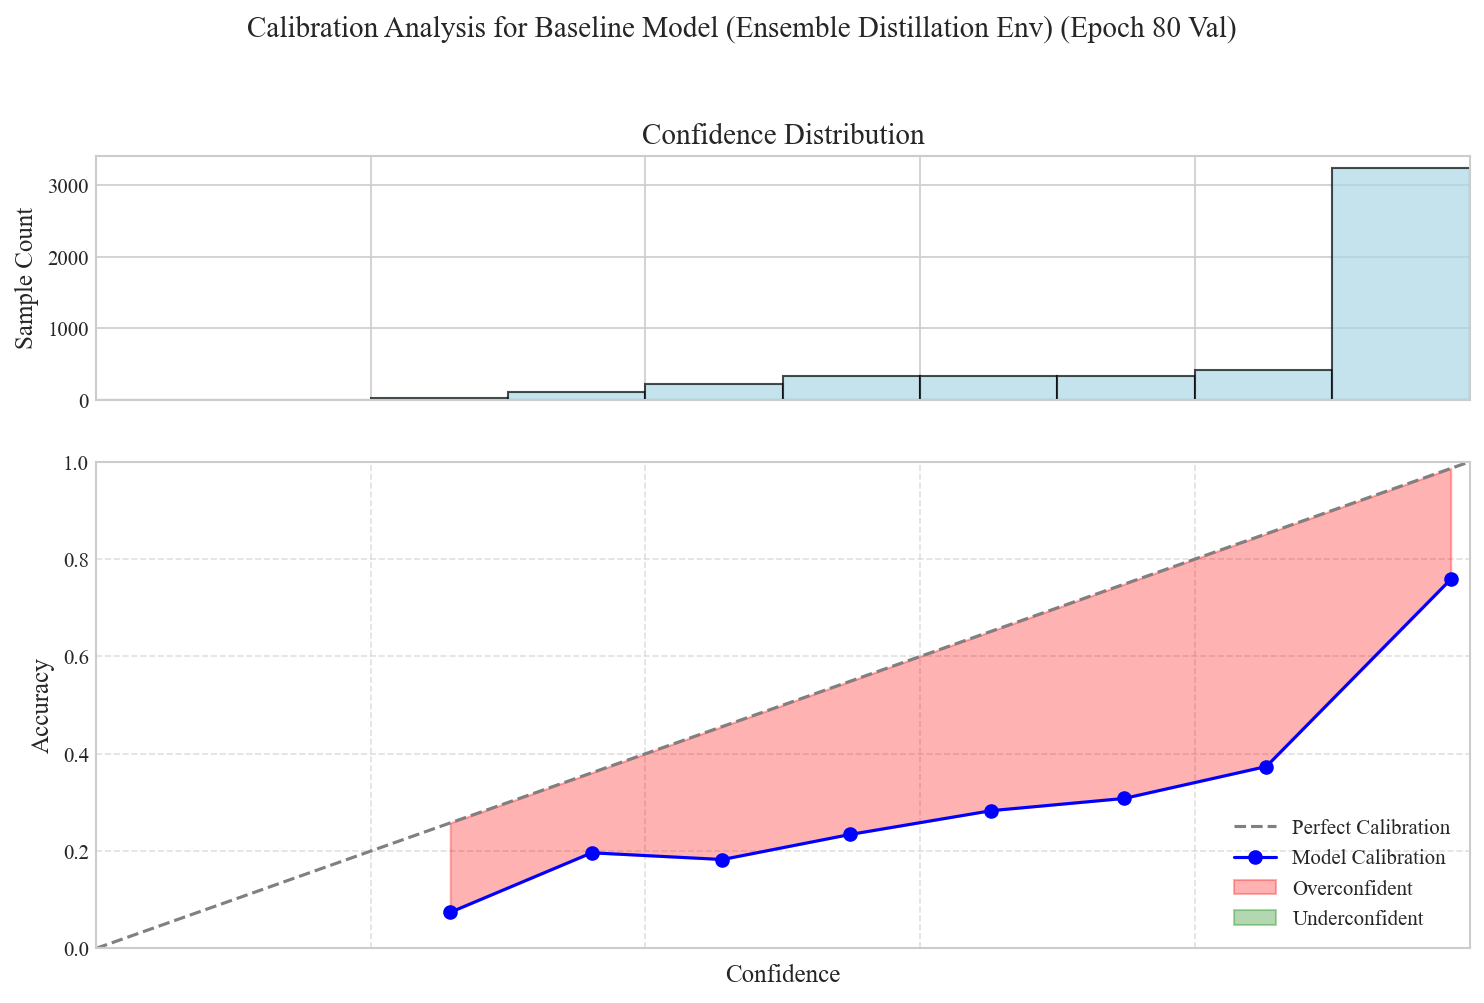 Calibration Analysis for Baseline Model (Ensemble Distillation Env) (Epoch 80 Val)
Confidence Distribution
Sample Count
3000
2000
1000
0
Accuracy
1.0
0.8
0.6
0.4
0.2
0.0
Perfect Calibration
Model Calibration
Overconfident
Underconfident
Confidence